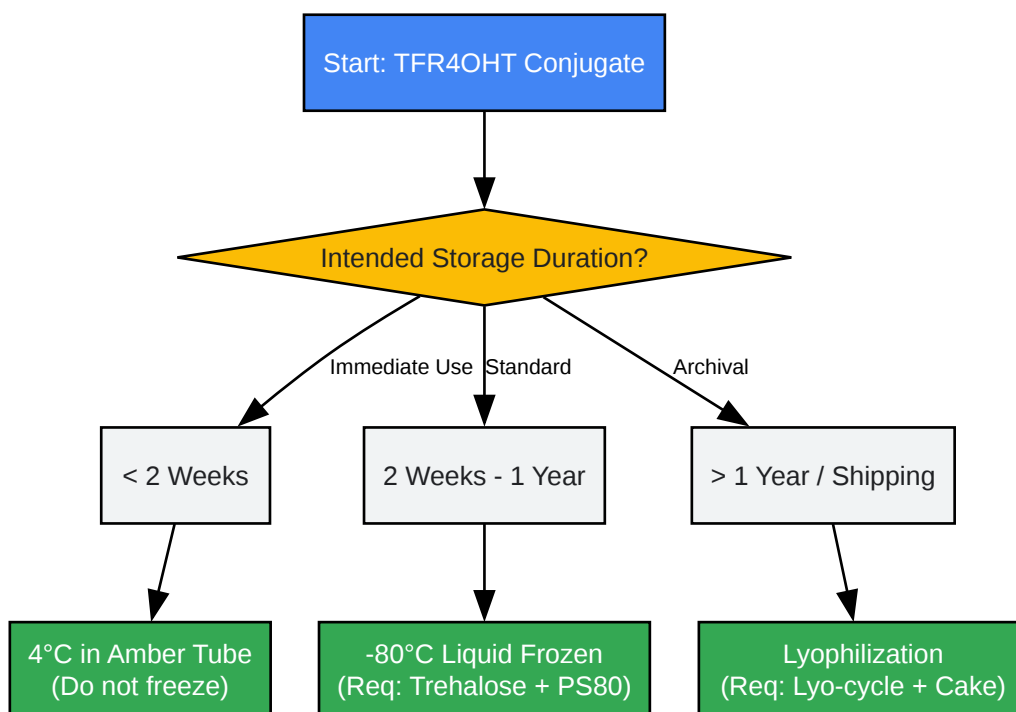 Start: TFR4OHT Conjugate
Intended Storage Duration?
Immediate Use
Standard
Archival
< 2 Weeks
2 Weeks - 1 Year
> 1 Year / Shipping
4°C in Amber Tube
(Do not freeze)
-80°C Liquid Frozen
(Req: Trehalose + PS80)
Lyophilization
(Req: Lyo-cycle + Cake)